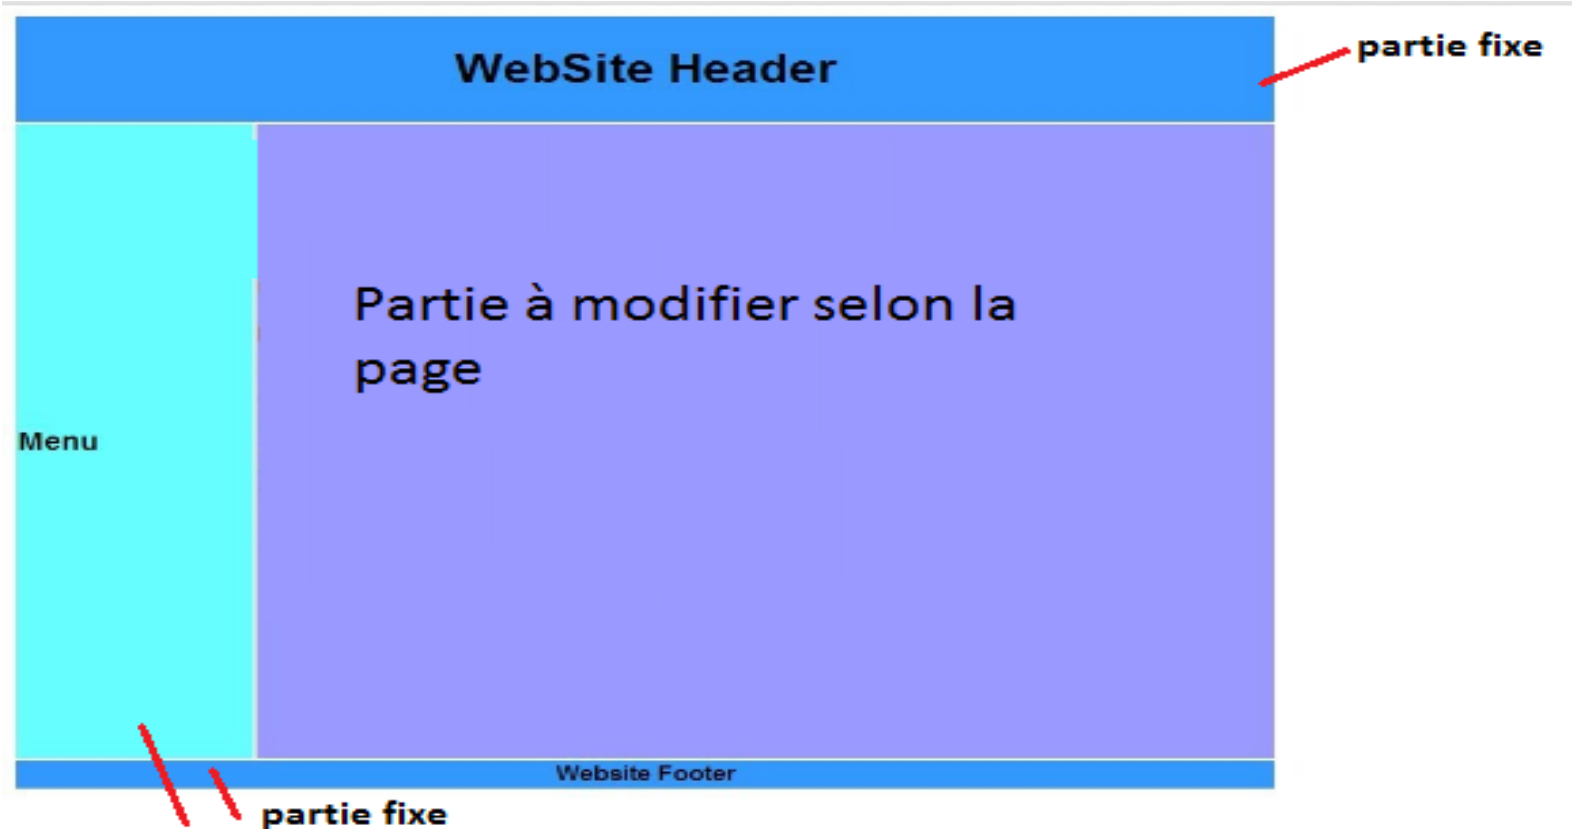 WebSite Header
partie fixe
Partie à modifier selon la
page
Menu
Website Footer
partie fixe